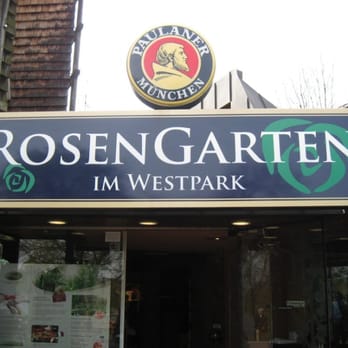 PAULANER
MÜNCHEN
ROSENGARTEN
IM WESTPARK